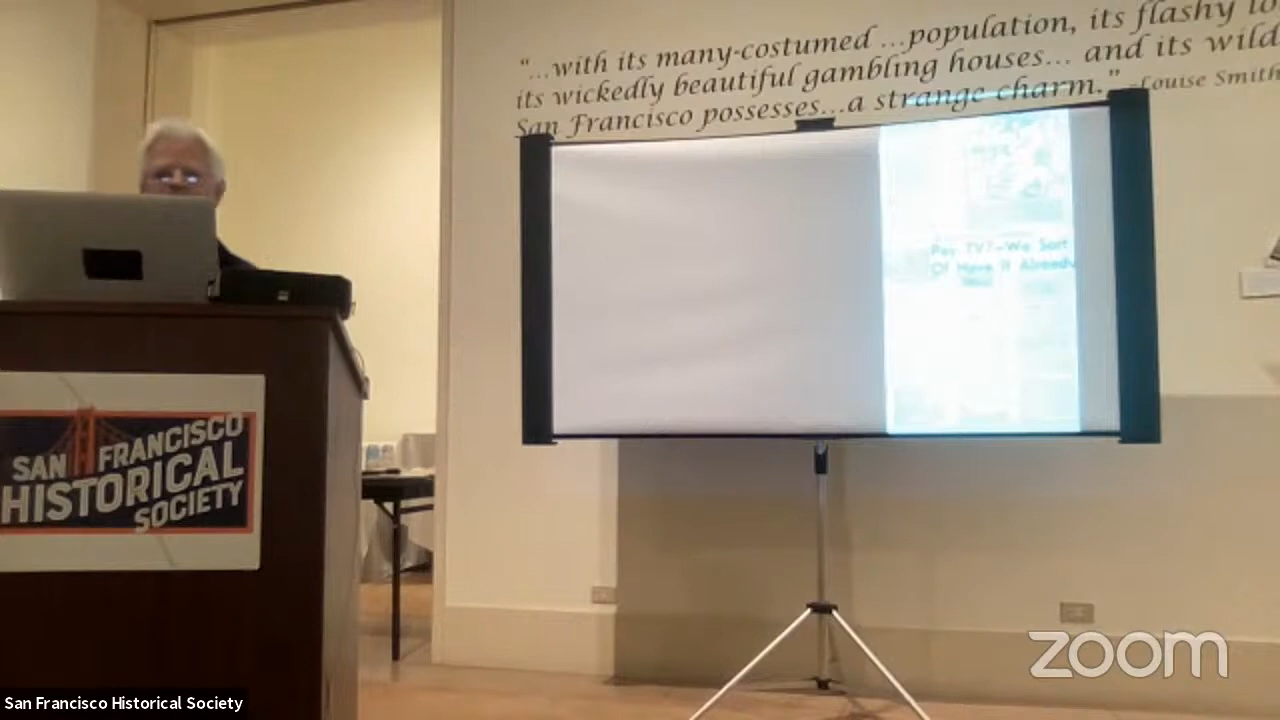 "...with its many-costumed ...population, its flashy
its wickedly beautiful gambling houses... and its wild
San Francisco possesses...a strange charm." -Louise Smith
Pay TV?-We Sort
Of Have It Already
SAN FRANCISCO
HISTORICAL
SOCIETY
zoom
San Francisco Historical Society